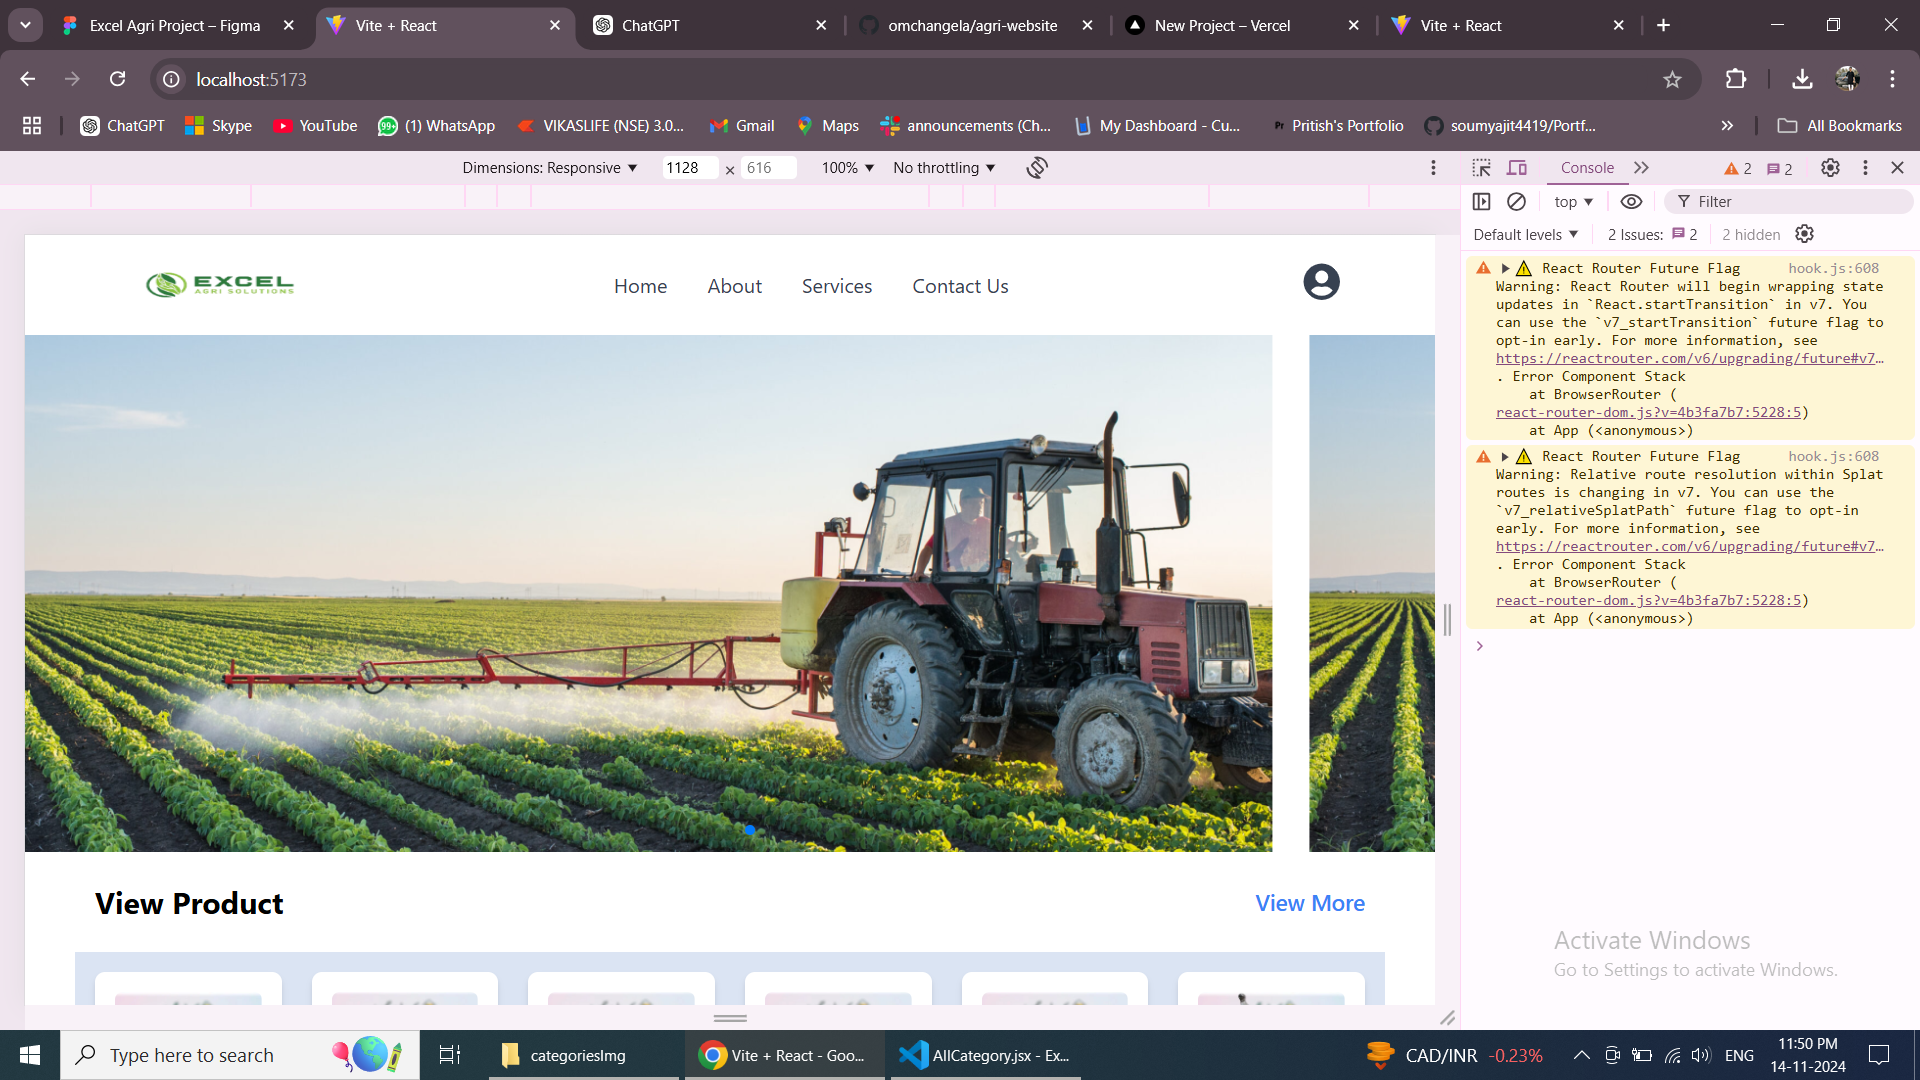 Excel Agri Project – Figma
Vite + React
ChatGPT
omchangela/agri-website
New Project – Vercel
Vite + React
localhost:5173
ChatGPT
Skype
YouTube
99+
(1) WhatsApp
VIKASLIFE (NSE) 3.0...
Gmail
Maps
announcements (Ch...
My Dashboard - Cu...
Pr
Pritish's Portfolio
soumyajit4419/Portf...
All Bookmarks
Dimensions: Responsive
1128 × 616
100%
No throttling
Console
2
2
top
Filter
Default levels
2 Issues: 2
2 hidden
EXCEL
AGRI SOLUTIONS
Home
About
Services
Contact Us
View Product
View More
React Router Future Flag hook.js:608
Warning: React Router will begin wrapping state
updates in `React.startTransition` in v7. You
can use the `v7_startTransition` future flag to
opt-in early. For more information, see
https://reactrouter.com/v6/upgrading/future#v7…
. Error Component Stack
at BrowserRouter (
react-router-dom.js?v=4b3fa7b7:5228:5)
at App (<anonymous>)
React Router Future Flag hook.js:608
Warning: Relative route resolution within Splat
routes is changing in v7. You can use the
`v7_relativeSplatPath` future flag to opt-in
early. For more information, see
https://reactrouter.com/v6/upgrading/future#v7…
. Error Component Stack
at BrowserRouter (
react-router-dom.js?v=4b3fa7b7:5228:5)
at App (<anonymous>)
Activate Windows
Go to Settings to activate Windows.
Type here to search
categoriesImg
Vite + React - Goo...
AllCategory.jsx - Ex...
CAD/INR -0.23%
ENG
11:50 PM
14-11-2024